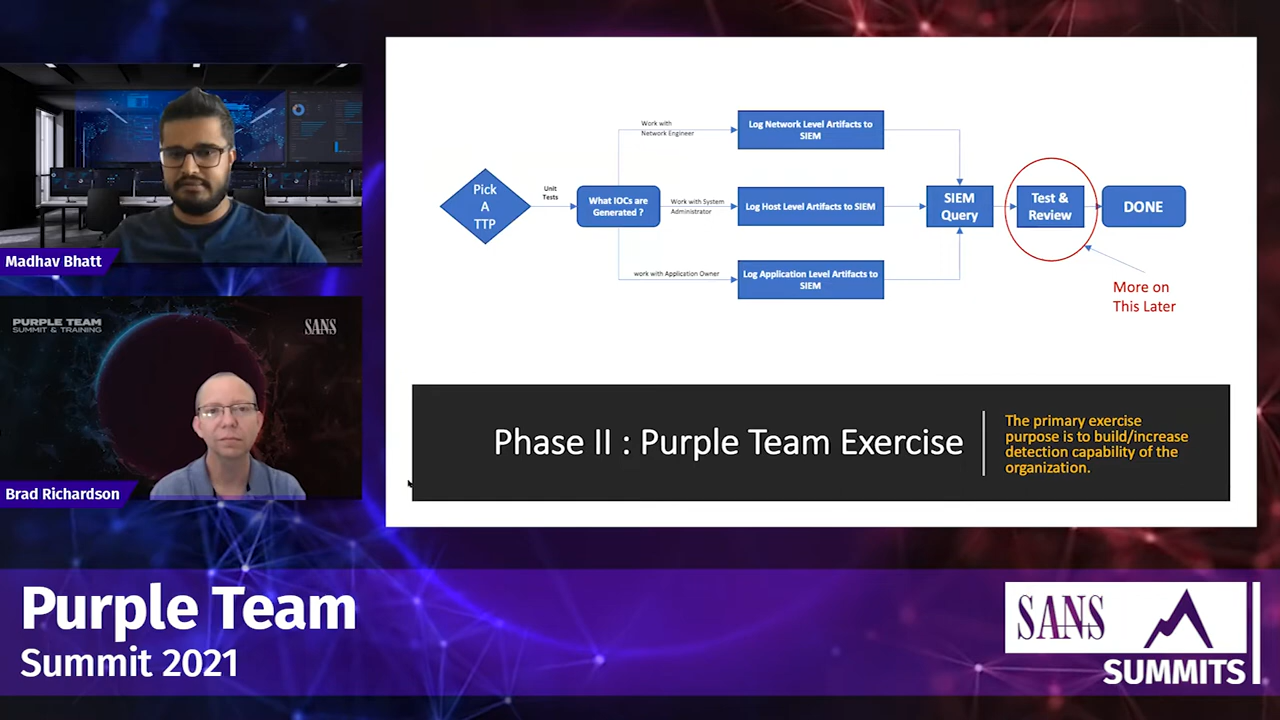 Madhav Bhatt
PURPLE TEAM
SUMMIT & TRAINING
SANS
Brad Richardson
Pick
A
TTP
Unit
Tests
What IOCs are
Generated ?
Work with
Network Engineer
Log Network Level Artifacts to
SIEM
Work with System
Administrator
Log Host Level Artifacts to SIEM
work with Application Owner
Log Application Level Artifacts to
SIEM
SIEM
Query
Test &
Review
DONE
More on
This Later
Phase II : Purple Team Exercise
The primary exercise
purpose is to build/increase
detection capability of the
organization.
Purple Team
Summit 2021
SANS
SUMMITS